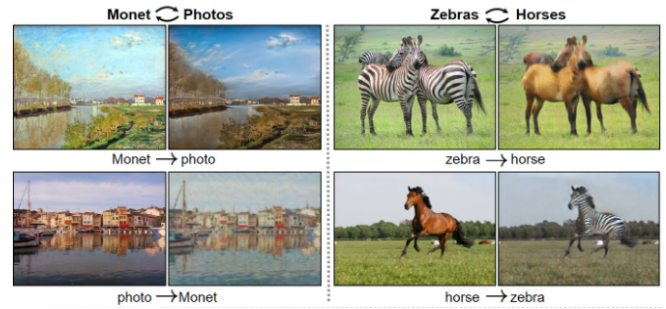 Monet Photos
Zebras Horses
Monet → photo
zebra → horse
photo → Monet
horse → zebra